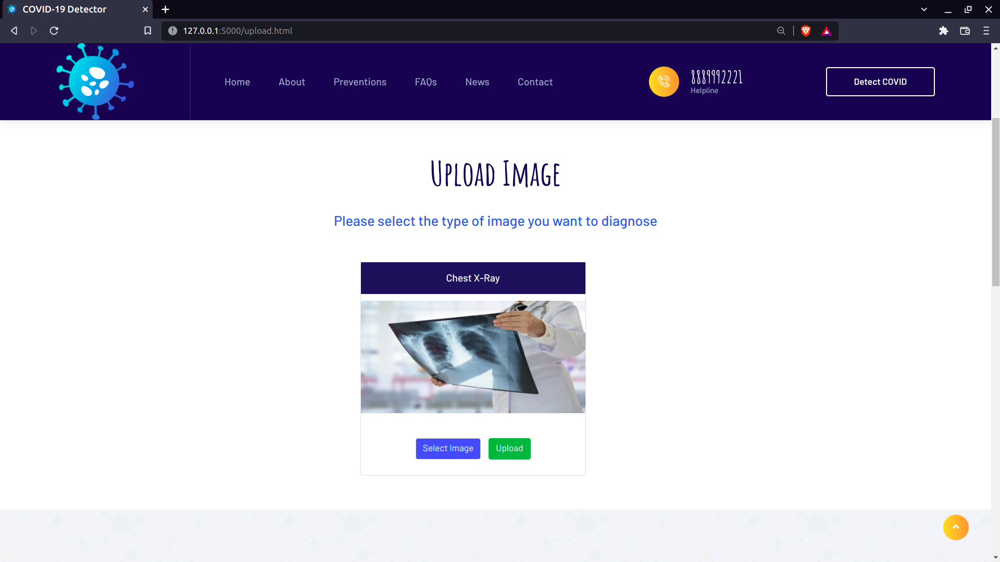 COVID-19 Detector
127.0.0.1:5000/upload.html
Home About Preventions FAQs News Contact
8889992221
Helpline
Detect COVID
Upload Image
Please select the type of image you want to diagnose
Chest X-Ray
Select Image Upload